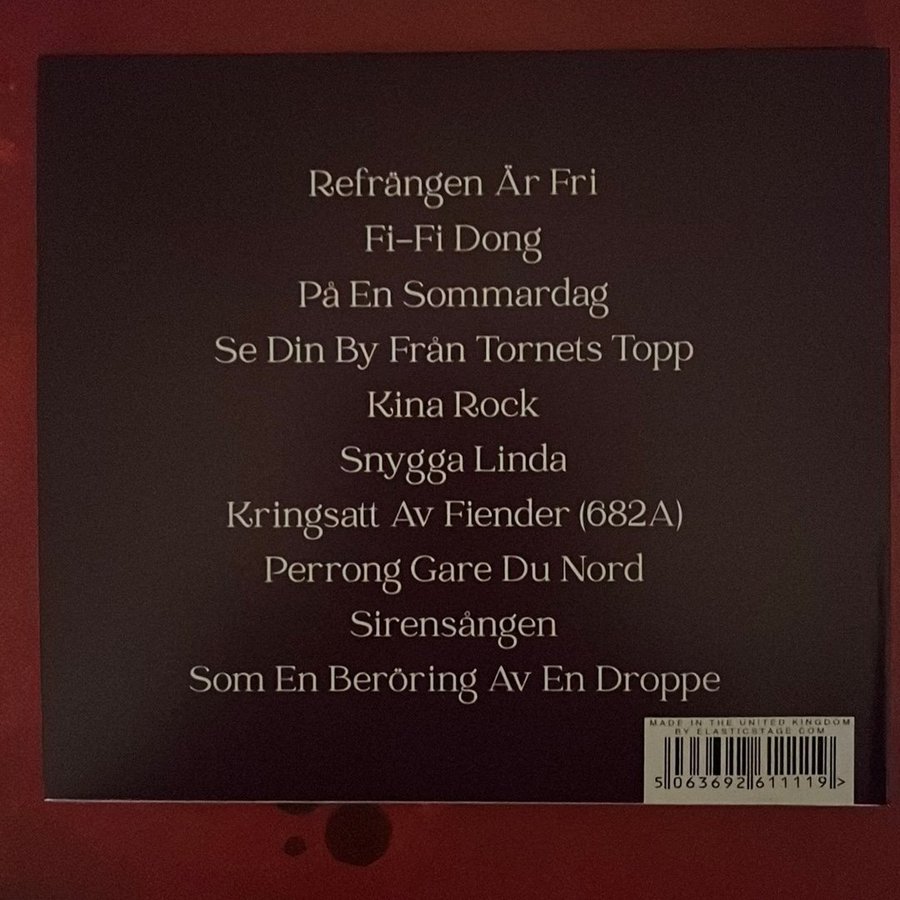 Refrängen Är Fri
Fi-Fi Dong
På En Sommardag
Se Din By Från Tornets Topp
Kina Rock
Snygga Linda
Kringsatt Av Fiender (682A)
Perrong Gare Du Nord
Sirensången
Som En Beröring Av En Droppe
MADE IN THE UNITED KINGDOM
BY ELASTICSTAGE.COM
5 063692 611119 >